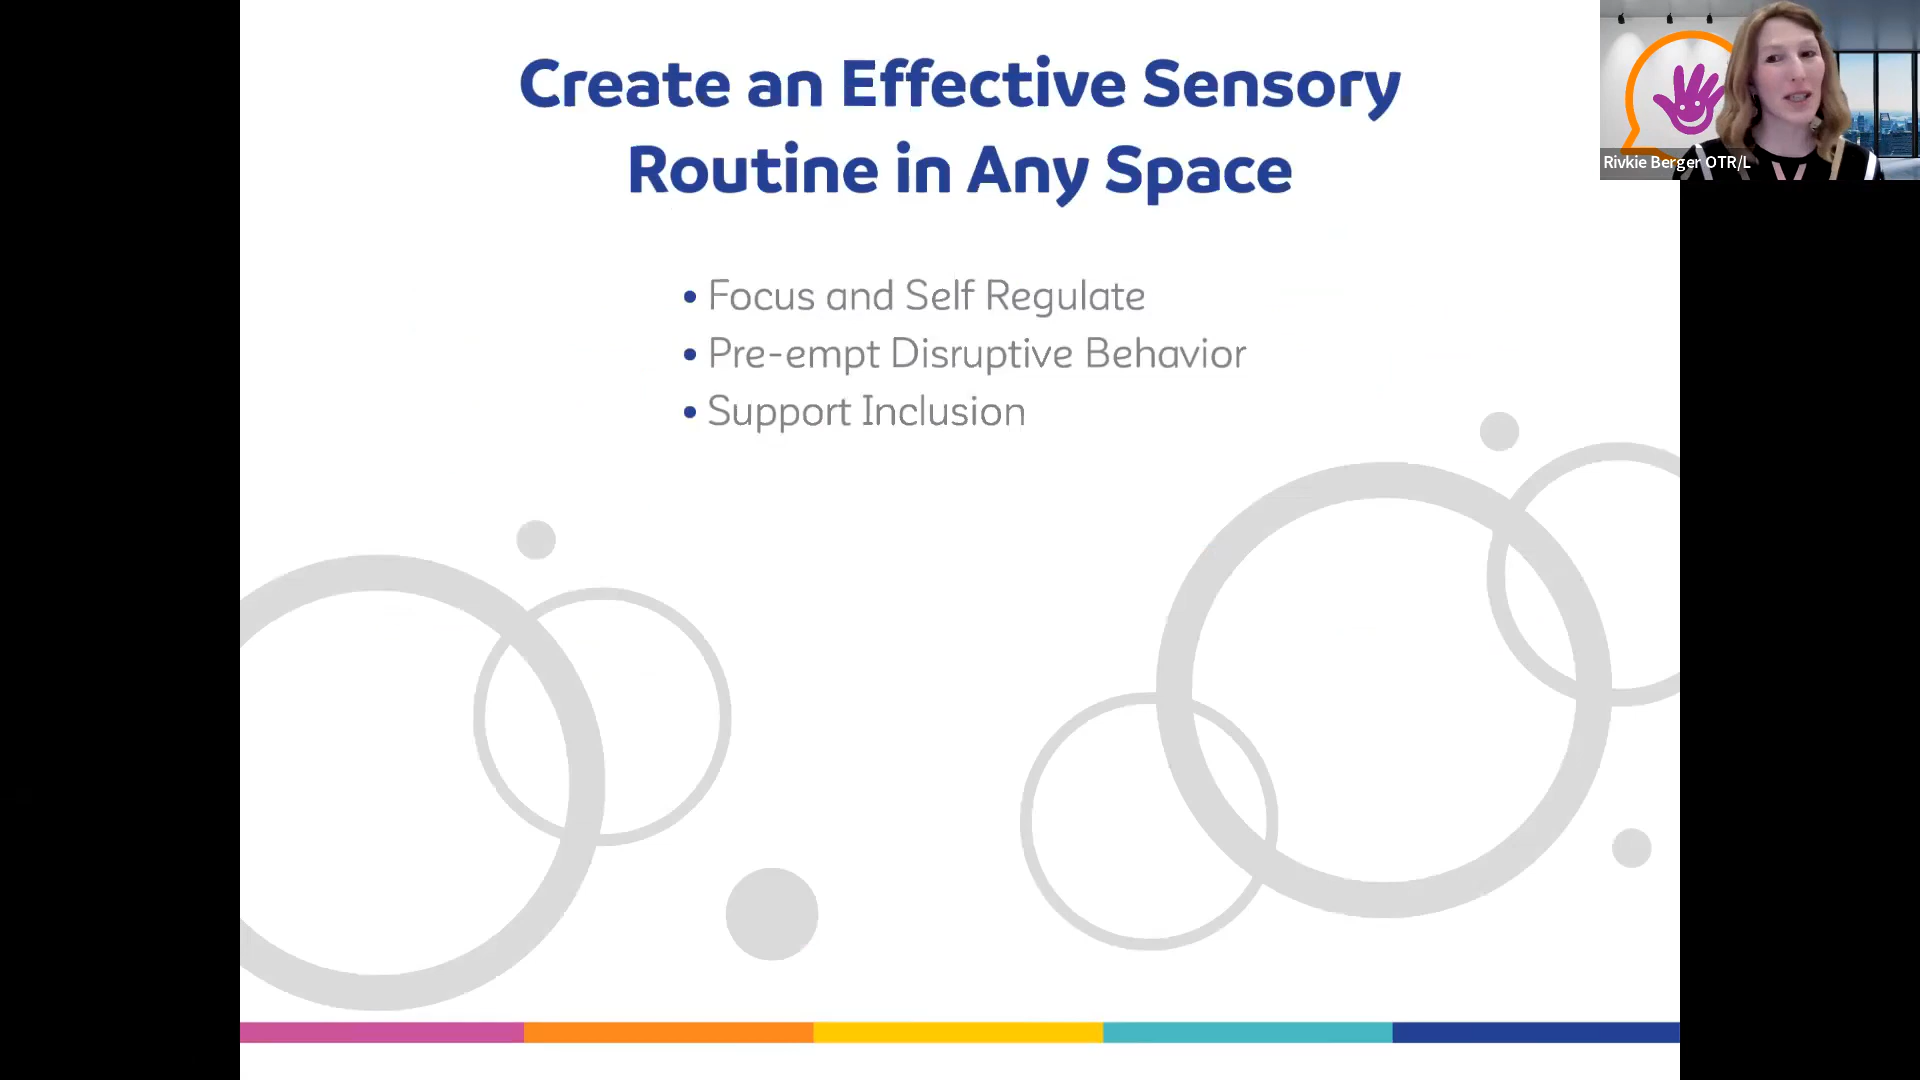 Create an Effective Sensory
Routine in Any Space
• Focus and Self Regulate
• Pre-empt Disruptive Behavior
• Support Inclusion
Rivkie Berger OTR/L